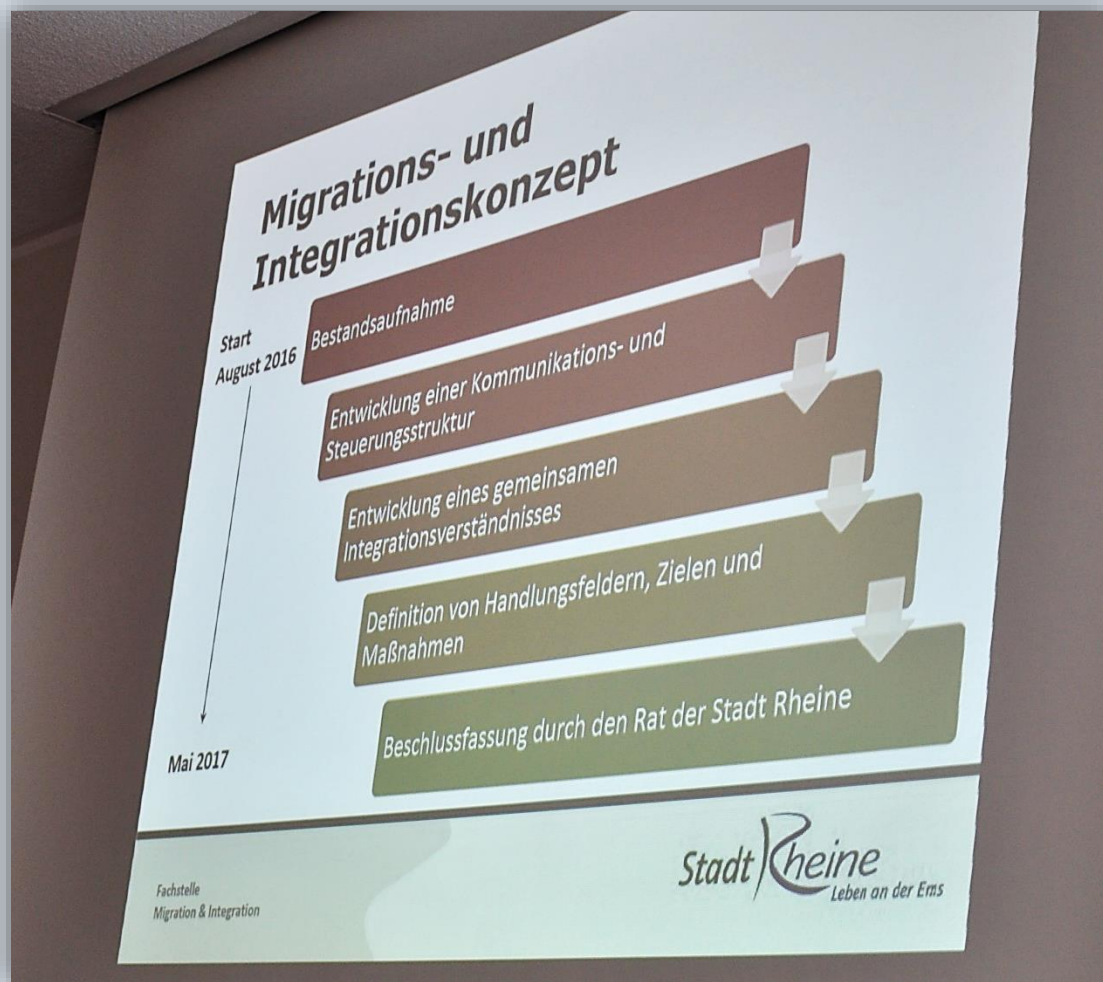 Migrations- und
Integrationskonzept
Start
August 2016
Bestandsaufnahme
Entwicklung einer Kommunikations- und
Steuerungsstruktur
Entwicklung eines gemeinsamen
Integrationsverständnisses
Definition von Handlungsfeldern, Zielen und
Maßnahmen
Beschlussfassung durch den Rat der Stadt Rheine
Mai 2017
Fachstelle
Migration & Integration
Stadt Rheine
Leben an der Ems